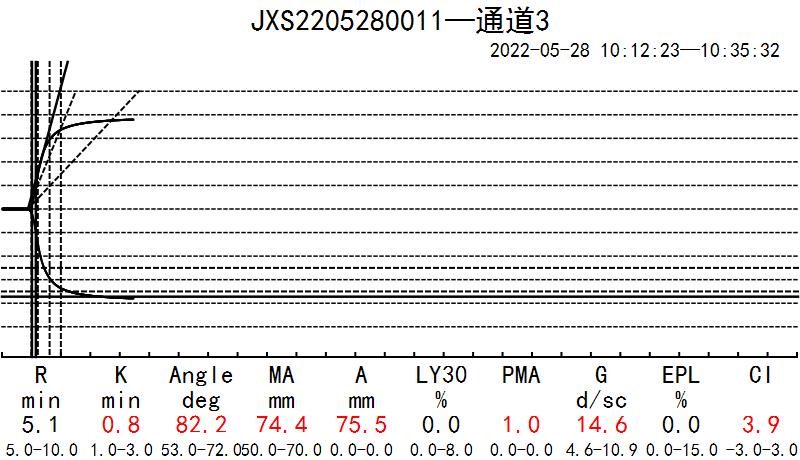 JXS2205280011—通道3
2022-05-28 10:12:23—10:35:32
R K Angle MA A LY30 PMA G EPL CI
min min deg mm mm % d/sc %
5.1 0.8 82.2 74.4 75.5 0.0 1.0 14.6 0.0 3.9
5.0-10.0 1.0-3.0 53.0-72.0 50.0-70.0 0.0-0.0 0.0-8.0 0.0-0.0 4.6-10.9 0.0-15.0 -3.0-3.0